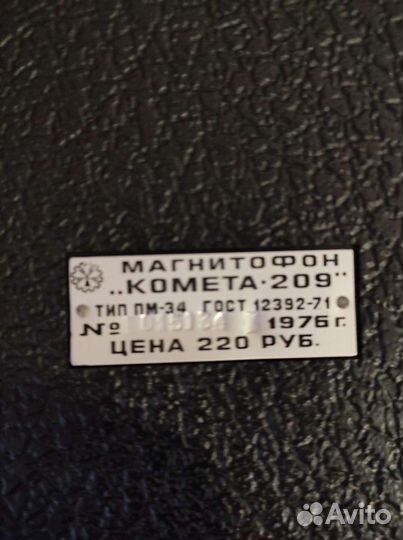 МАГНИТОФОН
„КОМЕТА·209"
ТИП ПМ-34 ГОСТ 12392-71
№ 1976 г.
ЦЕНА 220 РУБ.
Avito